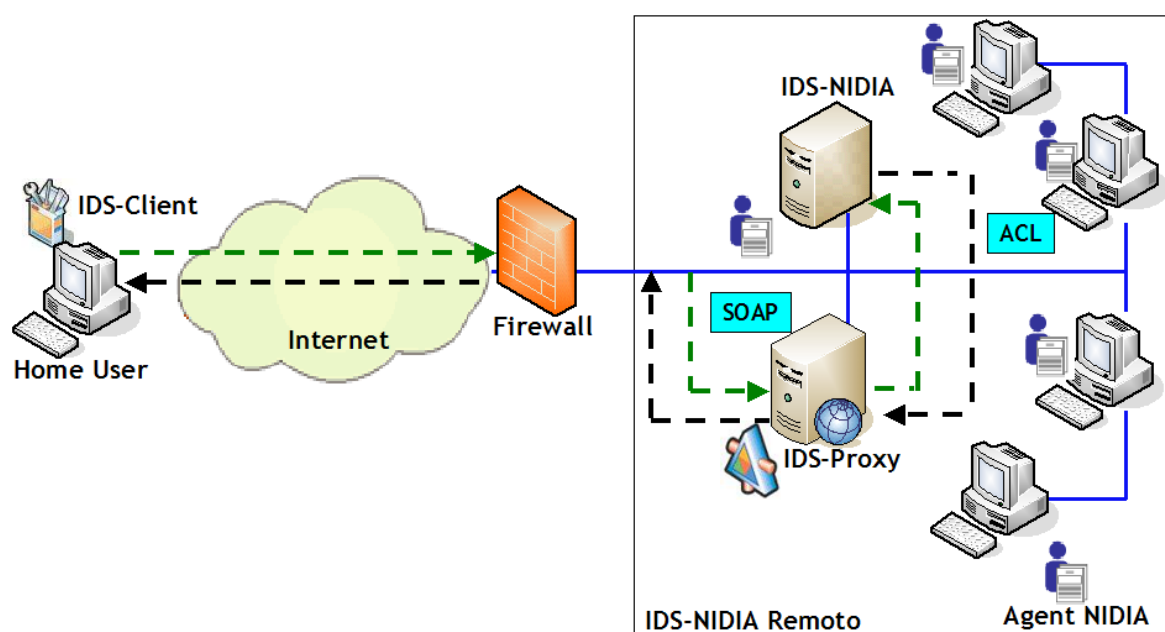 IDS-NIDIA
IDS-Client
ACL
SOAP
Firewall
Internet
Home User
IDS-Proxy
IDS-NIDIA Remoto
Agent NIDIA